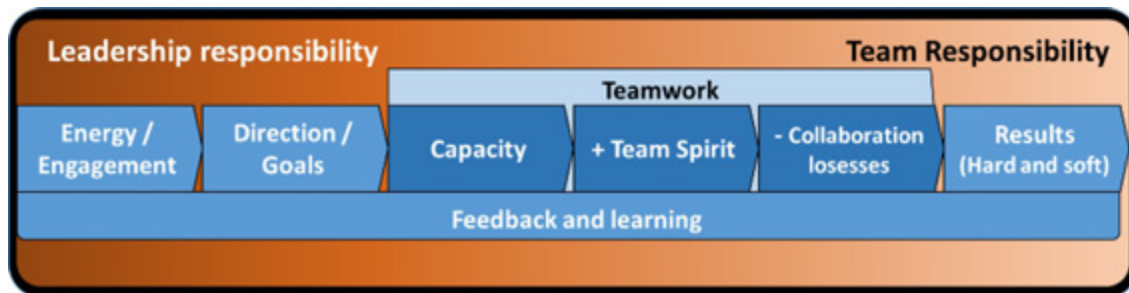 Leadership responsibility
Team Responsibility
Teamwork
Energy /
Engagement
Direction /
Goals
Capacity
+ Team Spirit
- Collaboration
losesses
Results
(Hard and soft)
Feedback and learning